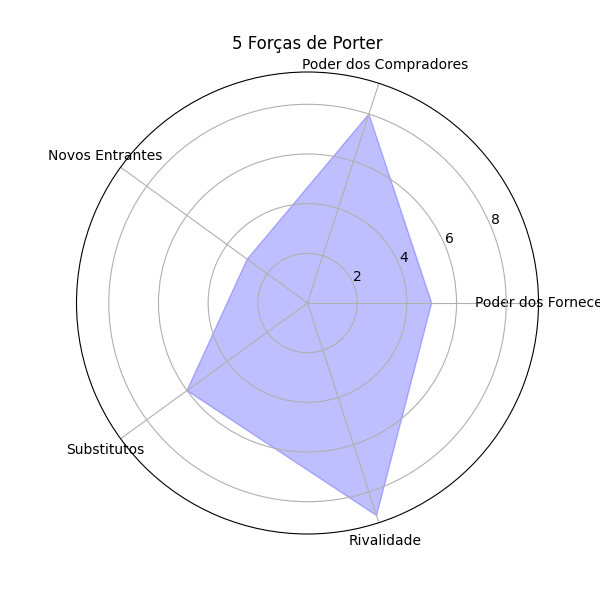 5 Forças de Porter
Poder dos Compradores
Novos Entrantes
8
6
4
2
Poder dos Fornece
Substitutos
Rivalidade